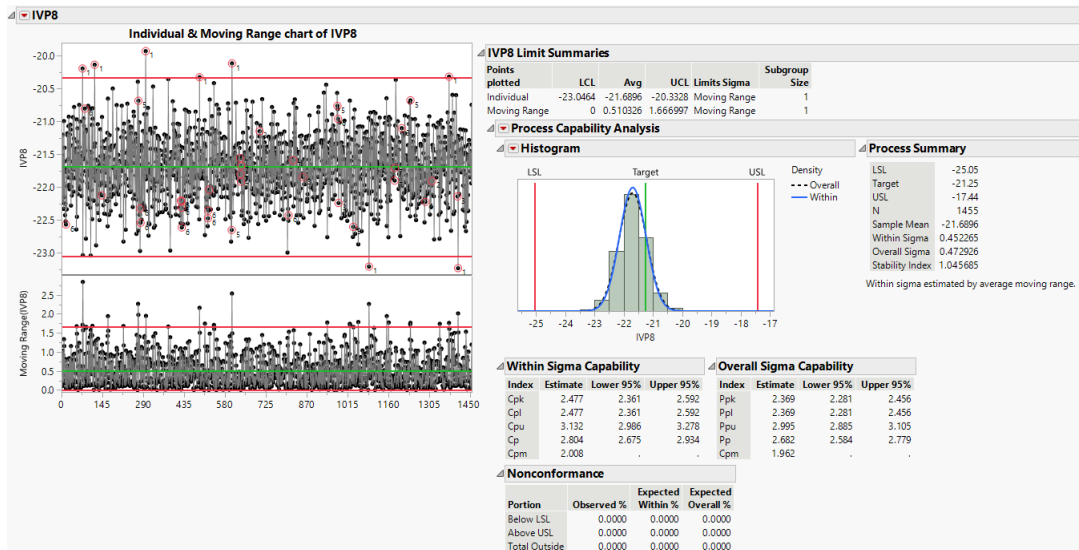 IVP8
Individual & Moving Range chart of IVP8
-20.0
-20.5
-21.0
-21.5
-22.0
-22.5
-23.0
IVP8
2.5
2.0
1.5
1.0
0.5
0.0
Moving Range(IVP8)
0 145 290 435 580 725 870 1015 1160 1305 1450
IVP8 Limit Summaries
Points plotted LCL Avg UCL Limits Sigma Subgroup Size
Individual -23.0464 -21.6896 -20.3328 Moving Range 1
Moving Range 0 0.510326 1.666997 Moving Range 1
Process Capability Analysis
Histogram
LSL Target USL
Density
Overall
Within
-25 -24 -23 -22 -21 -20 -19 -18 -17
IVP8
Process Summary
LSL -25.05
Target -21.25
USL -17.44
N 1455
Sample Mean -21.6896
Within Sigma 0.452265
Overall Sigma 0.472926
Stability Index 1.045685
Within sigma estimated by average moving range.
Within Sigma Capability
Index Estimate Lower 95% Upper 95%
Cpk 2.477 2.361 2.592
Cpl 2.477 2.361 2.592
Cpu 3.132 2.986 3.278
Cp 2.804 2.675 2.934
Cpm 2.008 . .
Overall Sigma Capability
Index Estimate Lower 95% Upper 95%
Ppk 2.369 2.281 2.456
Ppl 2.369 2.281 2.456
Ppu 2.995 2.885 3.105
Pp 2.682 2.584 2.779
Cpm 1.962 . .
Nonconformance
Portion Observed % Expected Within % Expected Overall %
Below LSL 0.0000 0.0000 0.0000
Above USL 0.0000 0.0000 0.0000
Total Outside 0.0000 0.0000 0.0000